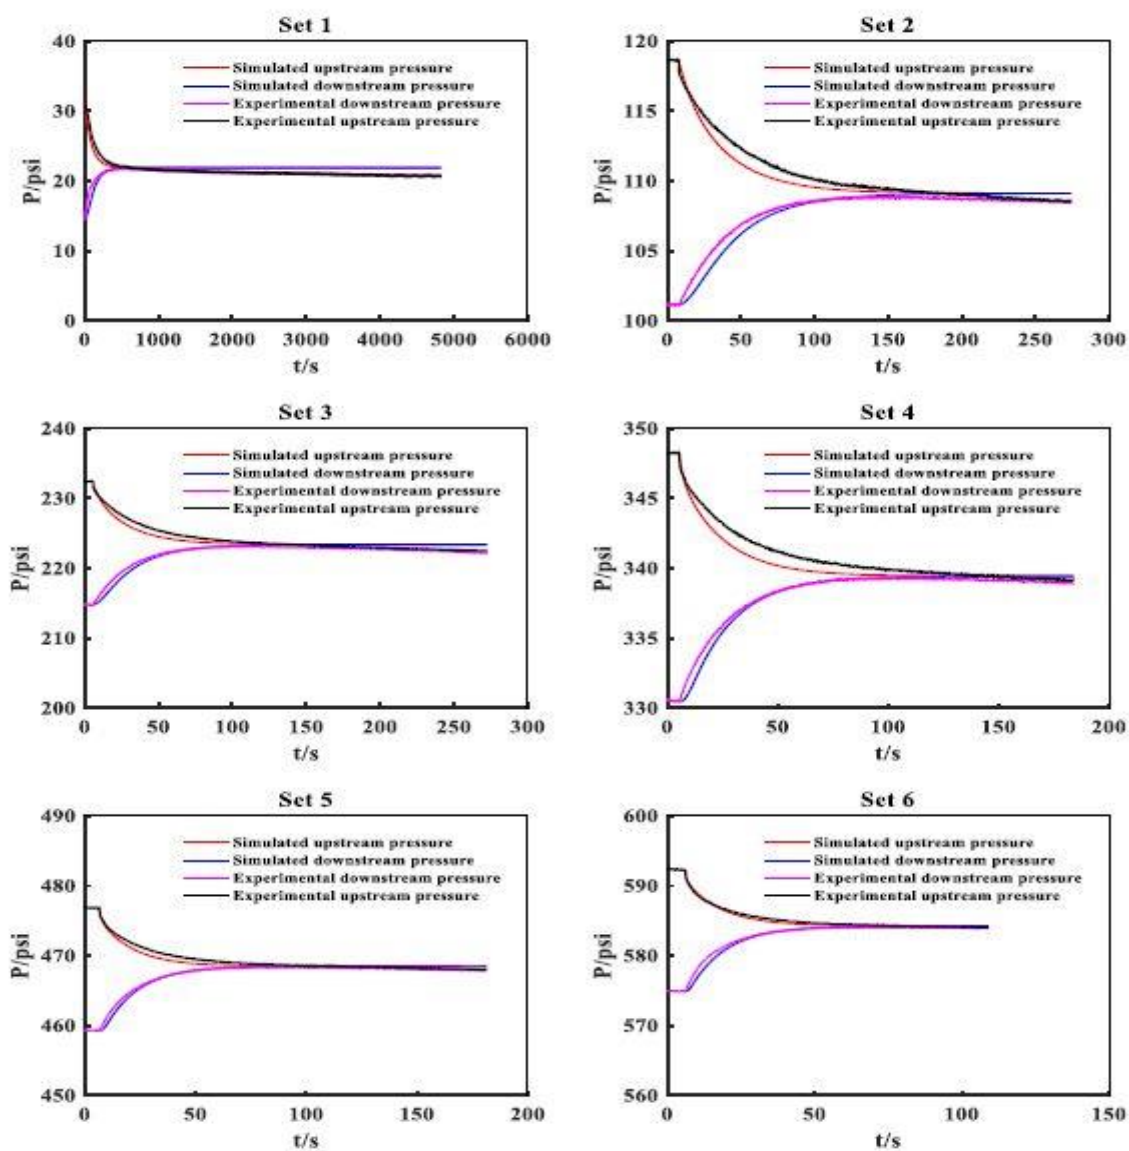 Set 1
40
30
20
10
0
P/psi
Simulated upstream pressure
Simulated downstream pressure
Experimental downstream pressure
Experimental upstream pressure
0 1000 2000 3000 4000 5000 6000
t/s
Set 2
120
115
110
105
100
P/psi
Simulated upstream pressure
Simulated downstream pressure
Experimental downstream pressure
Experimental upstream pressure
0 50 100 150 200 250 300
t/s
Set 3
240
230
220
210
200
P/psi
Simulated upstream pressure
Simulated downstream pressure
Experimental downstream pressure
Experimental upstream pressure
0 50 100 150 200 250 300
t/s
Set 4
350
345
340
335
330
P/psi
Simulated upstream pressure
Simulated downstream pressure
Experimental downstream pressure
Experimental upstream pressure
0 50 100 150 200
t/s
Set 5
490
480
470
460
450
P/psi
Simulated upstream pressure
Simulated downstream pressure
Experimental downstream pressure
Experimental upstream pressure
0 50 100 150 200
t/s
Set 6
600
590
580
570
560
P/psi
Simulated upstream pressure
Simulated downstream pressure
Experimental downstream pressure
Experimental upstream pressure
0 50 100 150
t/s